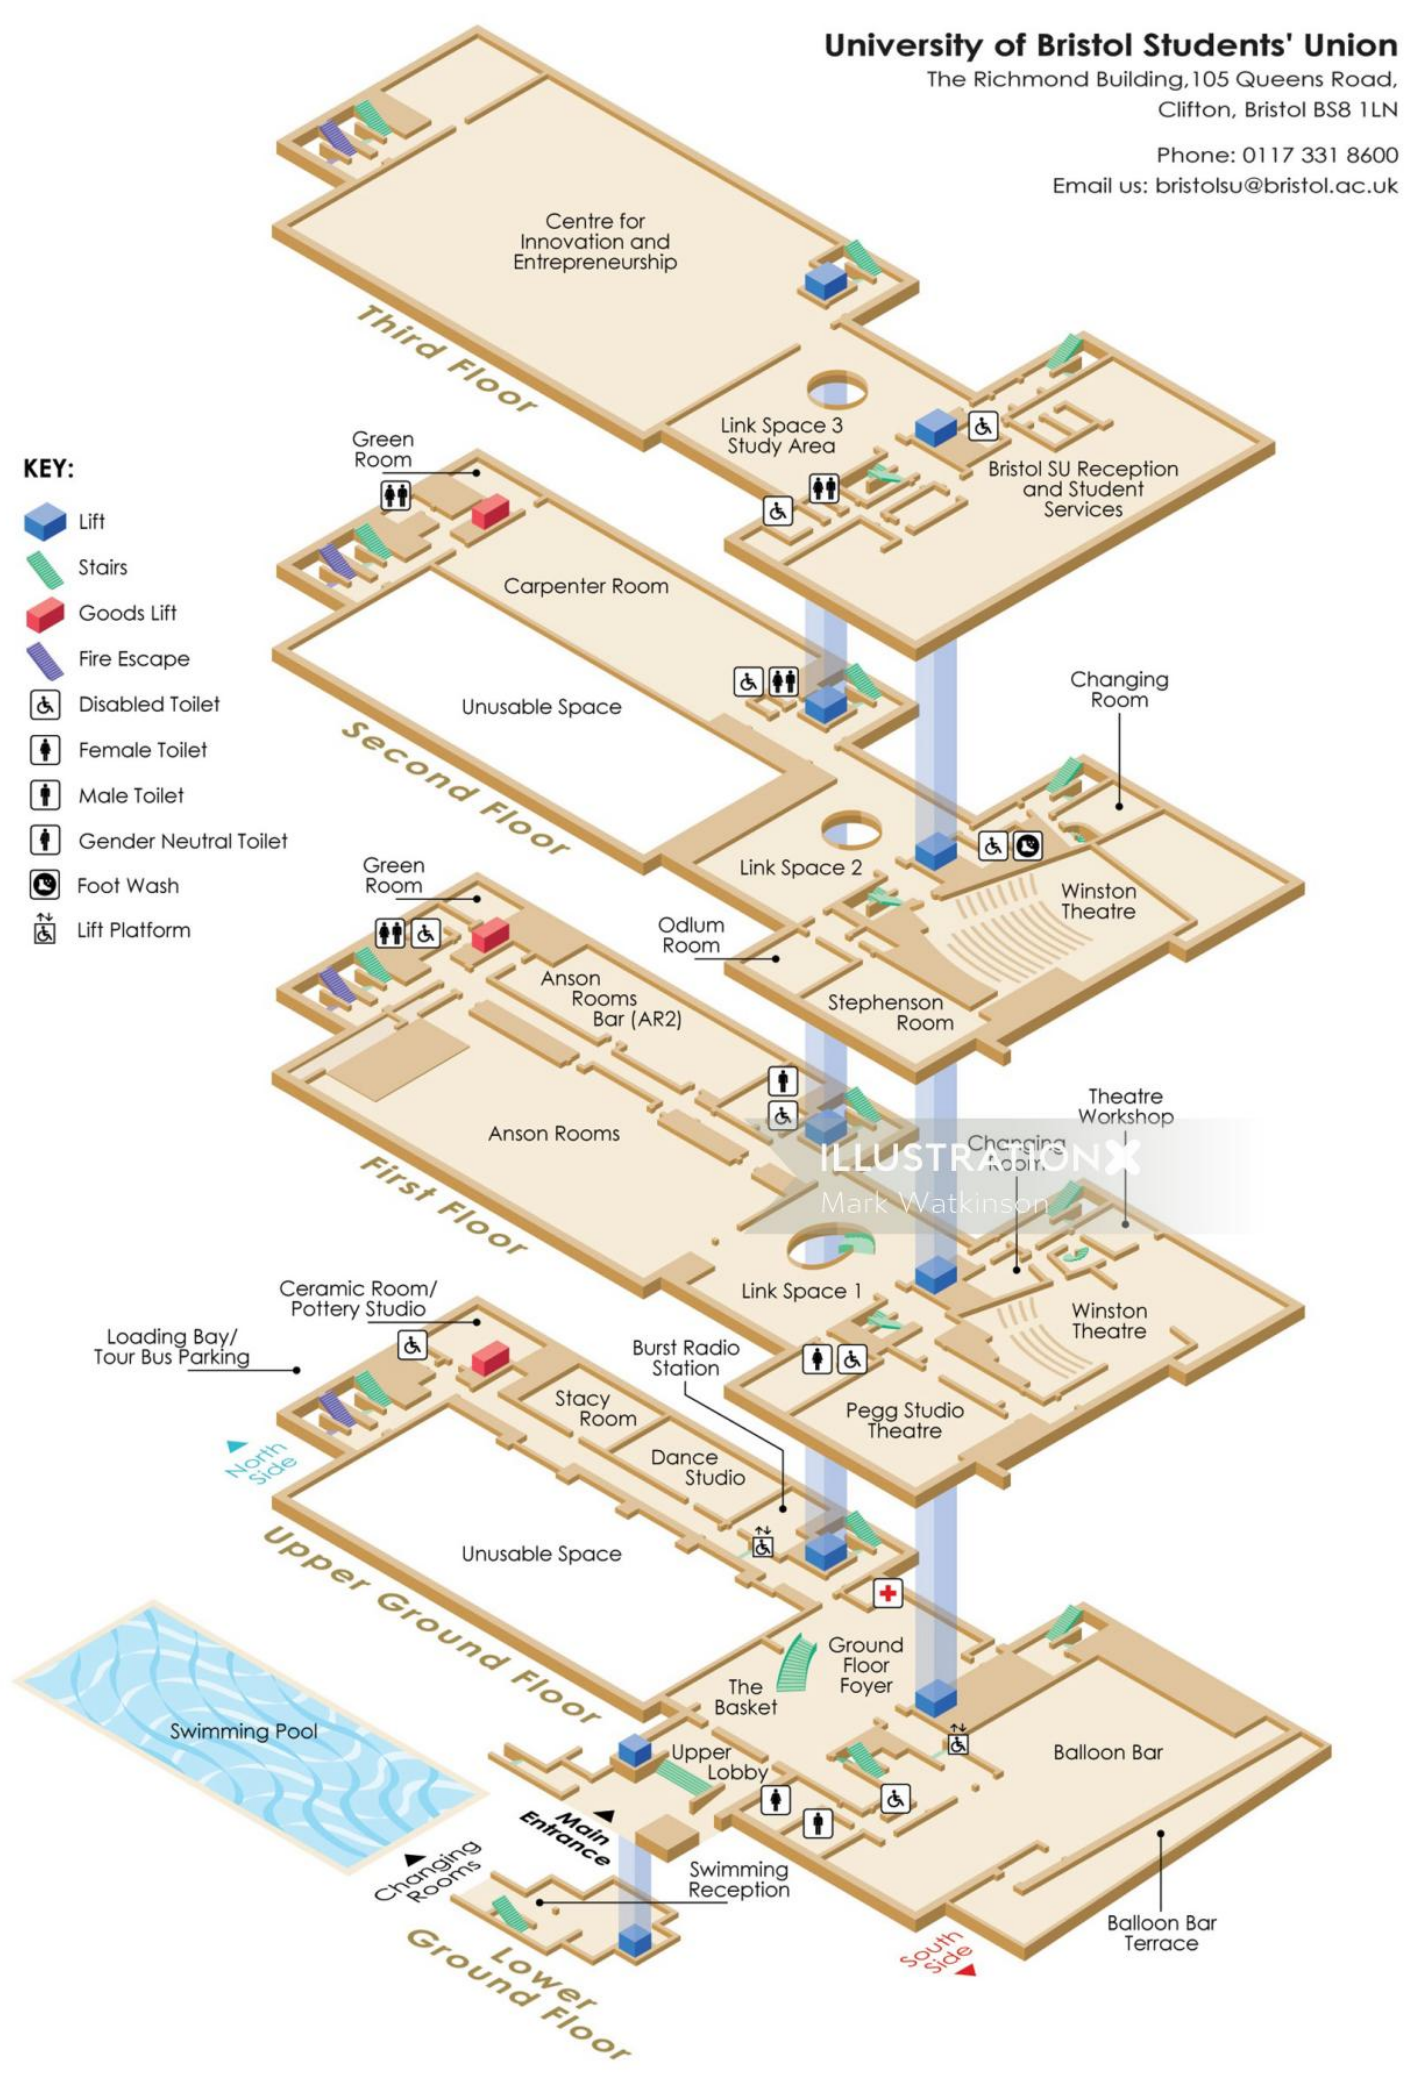 University of Bristol Students' Union
The Richmond Building,105 Queens Road,
Clifton, Bristol BS8 1LN
Phone: 0117 331 8600
Email us: bristolsu@bristol.ac.uk
Centre for
Innovation and
Entrepreneurship
Third Floor
Link Space 3
Study Area
Bristol SU Reception
and Student
Services
KEY:
Lift
Stairs
Goods Lift
Fire Escape
Disabled Toilet
Female Toilet
Male Toilet
Gender Neutral Toilet
Foot Wash
Lift Platform
Green
Room
Carpenter Room
Unusable Space
Second Floor
Changing
Room
Link Space 2
Winston
Theatre
Odlum
Room
Stephenson
Room
Green
Room
Anson
Rooms
Bar (AR2)
Anson Rooms
First Floor
Theatre
Workshop
Changing
Room
ILLUSTRATIONX
Mark Watkinson
Link Space 1
Winston
Theatre
Pegg Studio
Theatre
Ceramic Room/
Pottery Studio
Loading Bay/
Tour Bus Parking
Burst Radio
Station
Stacy
Room
Dance
Studio
North
Side
Unusable Space
Upper Ground Floor
Ground
Floor
Foyer
The
Basket
Swimming Pool
Upper
Lobby
Balloon Bar
Main
Entrance
Changing
Rooms
Swimming
Reception
Balloon Bar
Terrace
South
Side
Lower
Ground Floor